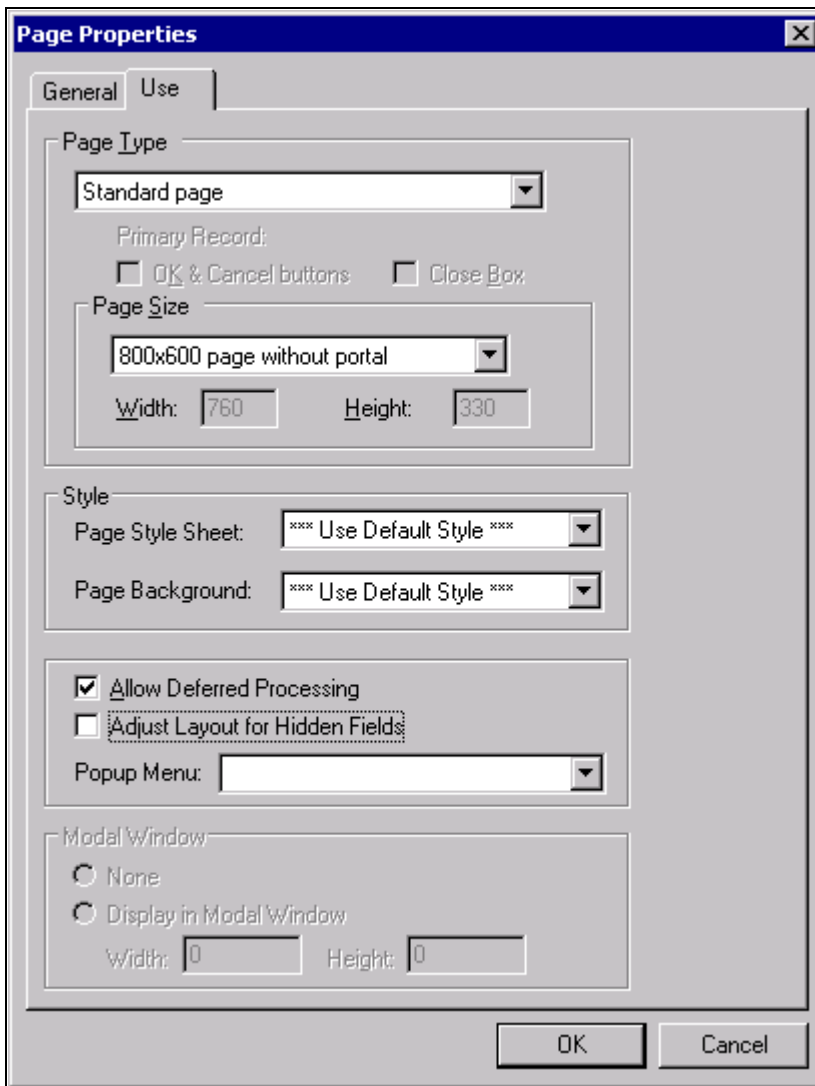 Page Properties
General Use
Page Type
Standard page
Primary Record:
OK & Cancel buttons Close Box
Page Size
800x600 page without portal
Width: 760 Height: 330
Style
Page Style Sheet: *** Use Default Style ***
Page Background: *** Use Default Style ***
Allow Deferred Processing
Adjust Layout for Hidden Fields
Popup Menu:
Modal Window
None
Display in Modal Window
Width: 0 Height: 0
OK Cancel